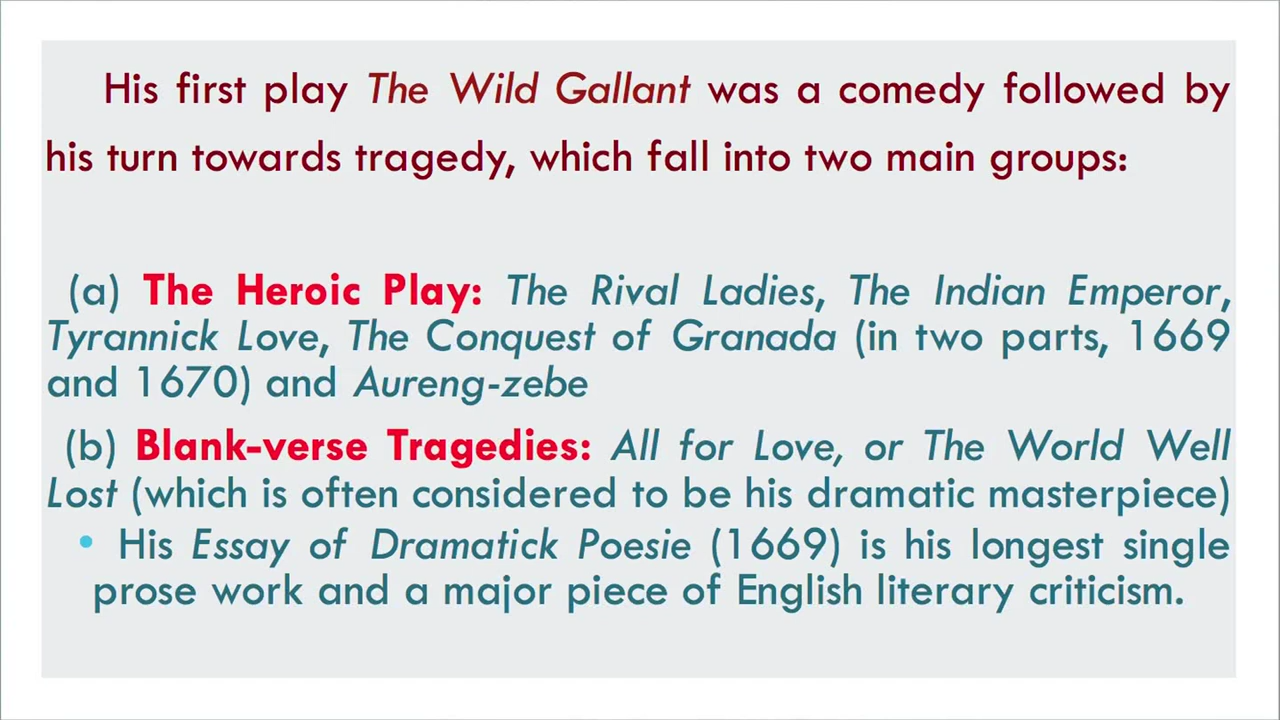 His first play The Wild Gallant was a comedy followed by
his turn towards tragedy, which fall into two main groups:
(a) The Heroic Play: The Rival Ladies, The Indian Emperor,
Tyrannick Love, The Conquest of Granada (in two parts, 1669
and 1670) and Aureng-zebe
(b) Blank-verse Tragedies: All for Love, or The World Well
Lost (which is often considered to be his dramatic masterpiece)
• His Essay of Dramatick Poesie (1669) is his longest single
prose work and a major piece of English literary criticism.